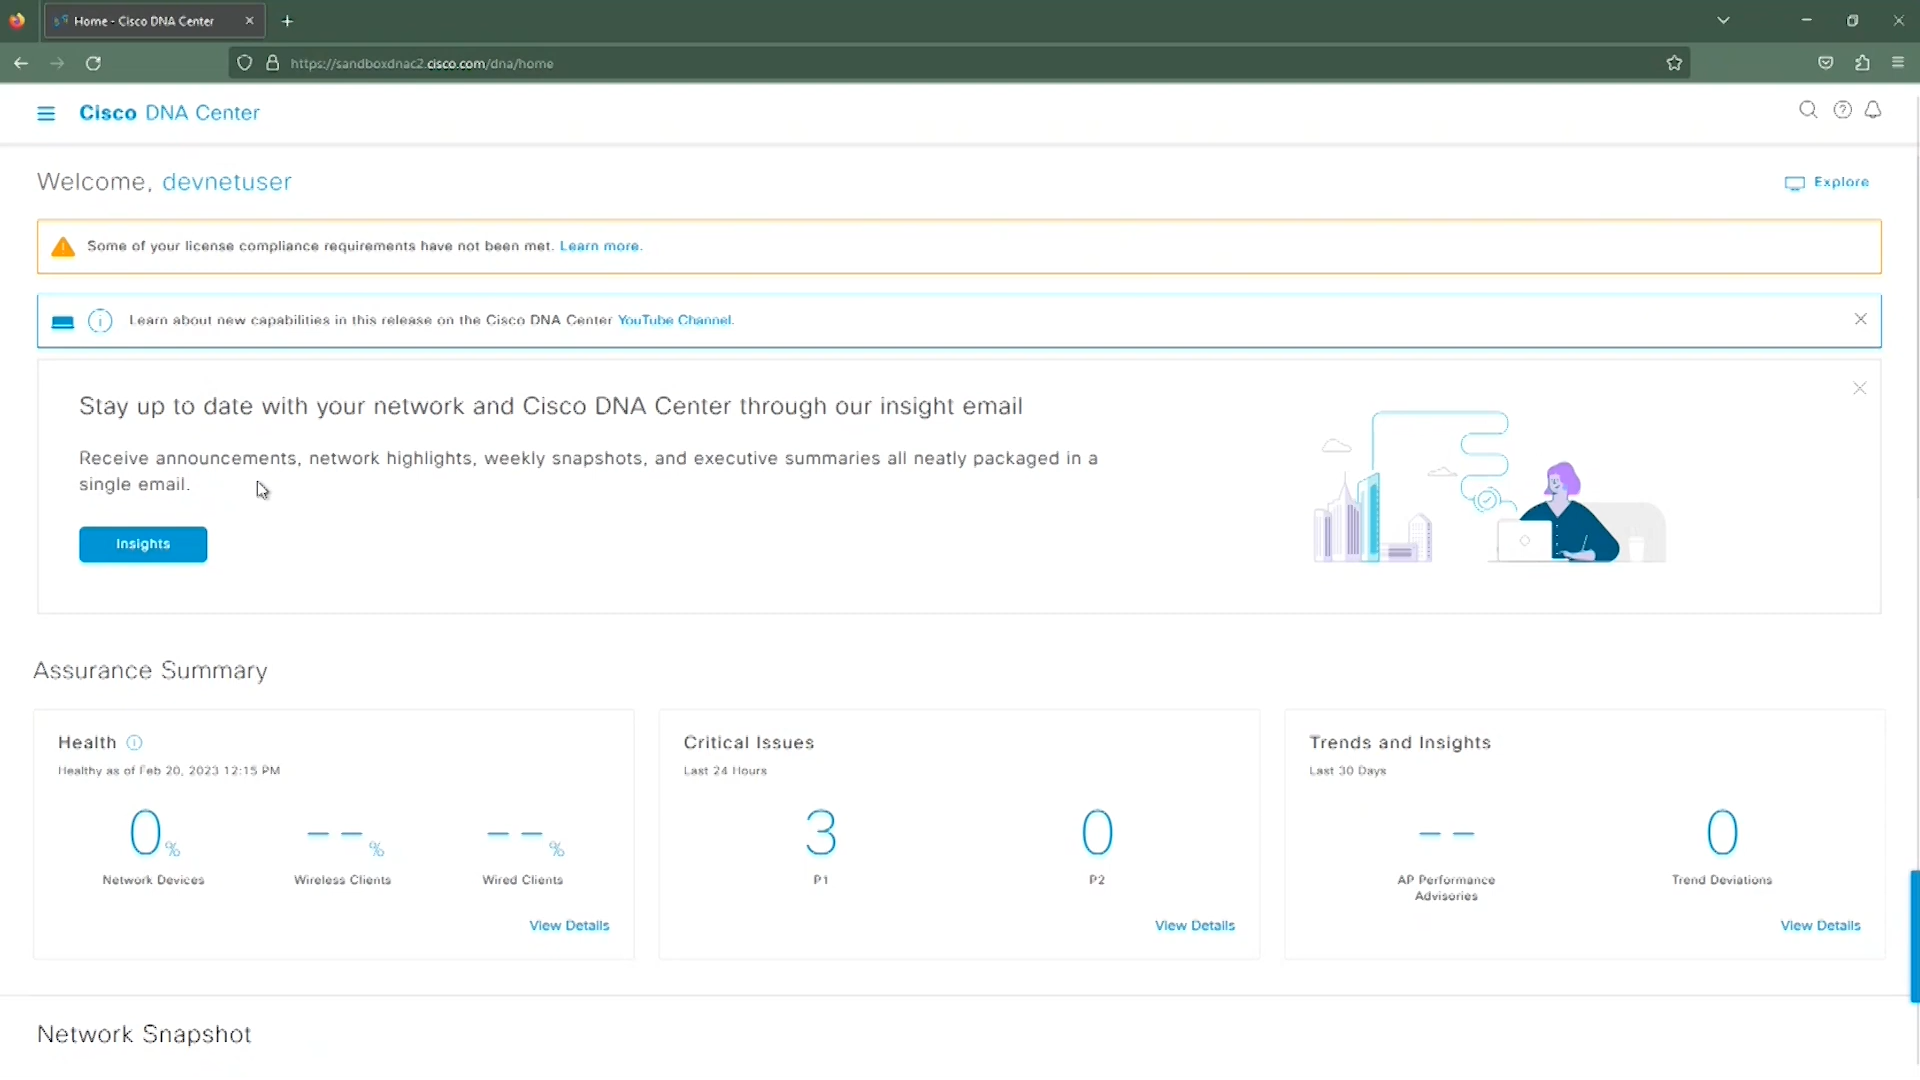 Home - Cisco DNA Center
https://sandboxdnac2.cisco.com/dna/home
Cisco DNA Center
Welcome, devnetuser
Explore
Some of your license compliance requirements have not been met. Learn more.
Learn about new capabilities in this release on the Cisco DNA Center YouTube Channel.
Stay up to date with your network and Cisco DNA Center through our insight email
Receive announcements, network highlights, weekly snapshots, and executive summaries all neatly packaged in a
single email.
Insights
Assurance Summary
Health
Healthy as of Feb 20, 2023 12:15 PM
0%
Network Devices
-- %
Wireless Clients
-- %
Wired Clients
View Details
Critical Issues
Last 24 Hours
3
P1
0
P2
View Details
Trends and Insights
Last 30 Days
--
AP Performance
Advisories
0
Trend Deviations
View Details
Network Snapshot